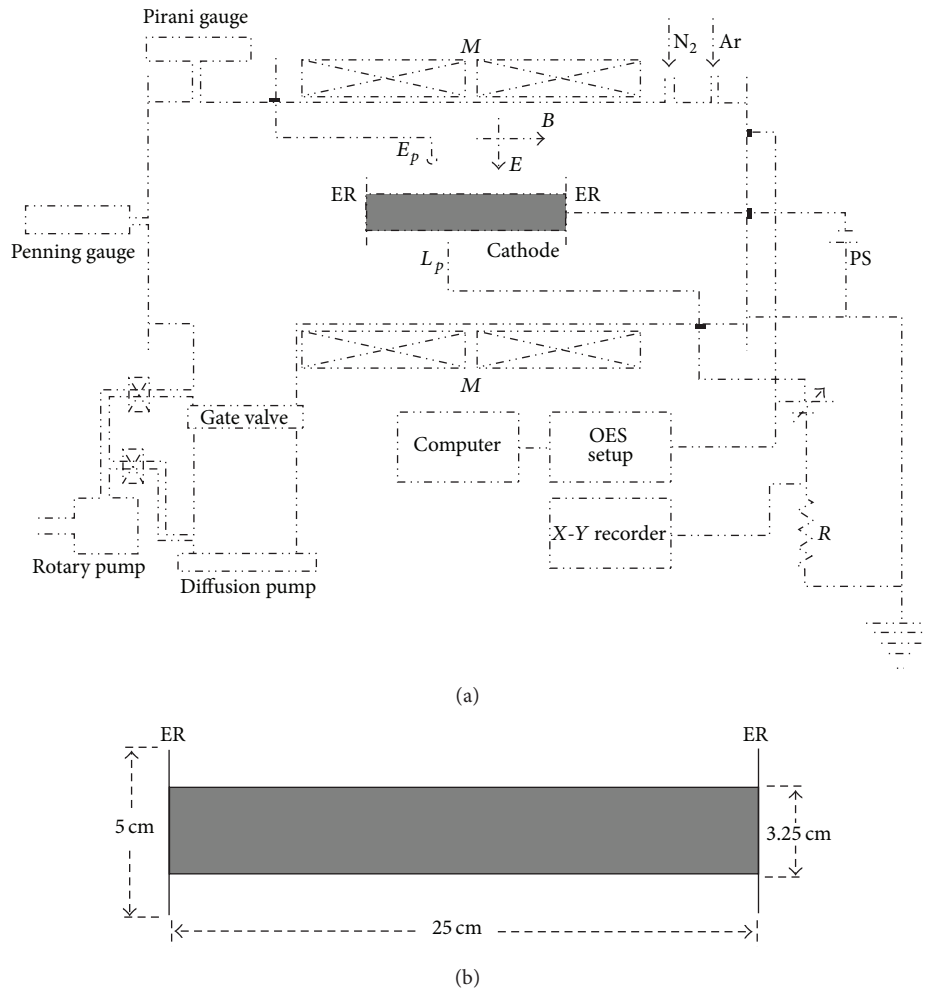 Pirani gauge
M
N2
Ar
B
Ep
E
ER
ER
Penning gauge
Cathode
Lp
PS
M
Gate valve
Computer
OES
setup
X-Y recorder
R
Rotary pump
Diffusion pump
(a)
ER
ER
5 cm
3.25 cm
25 cm
(b)